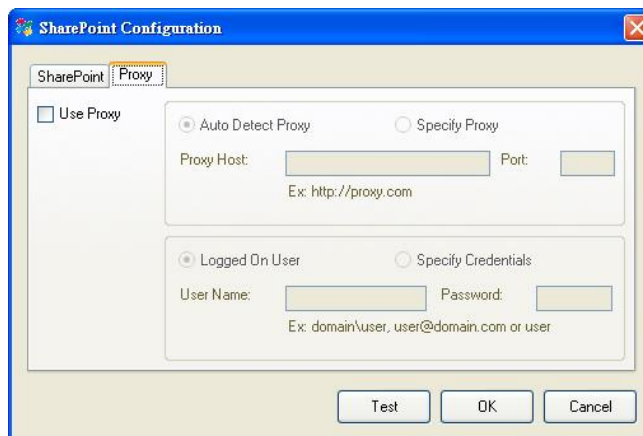 SharePoint Configuration
SharePoint Proxy
Use Proxy
Auto Detect Proxy Specify Proxy
Proxy Host: Port:
Ex: http://proxy.com
Logged On User Specify Credentials
User Name: Password:
Ex: domain\user, user@domain.com or user
Test OK Cancel